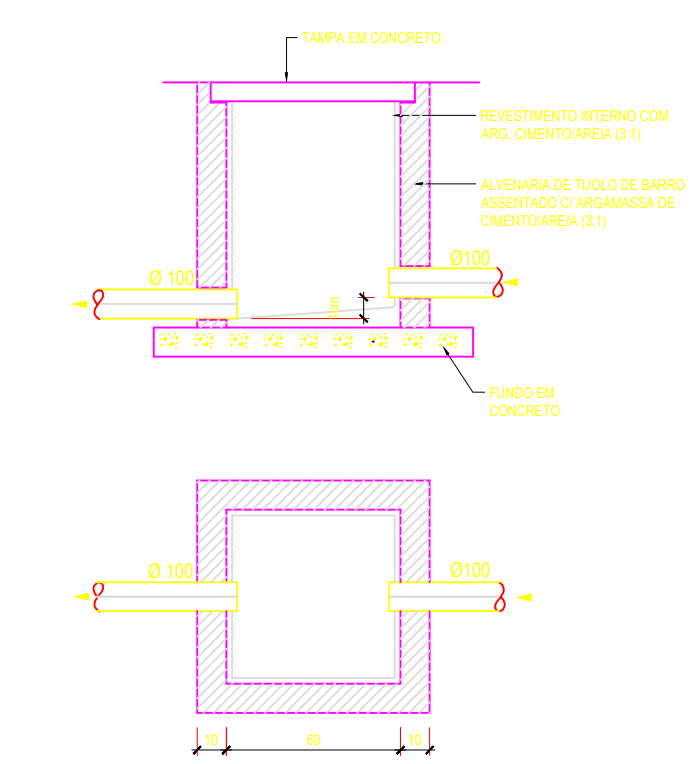 TAMPA EM CONCRETO
REVESTIMENTO INTERNO COM
ARG. CIMENTO/AREIA (3:1)
ALVENARIA DE TIJOLO DE BARRO
ASSENTADO C/ ARGAMASSA DE
CIMENTO/AREIA (3:1)
Ø100
Ø 100
FUNDO EM
CONCRETO
Ø 100
Ø100
10
60
10